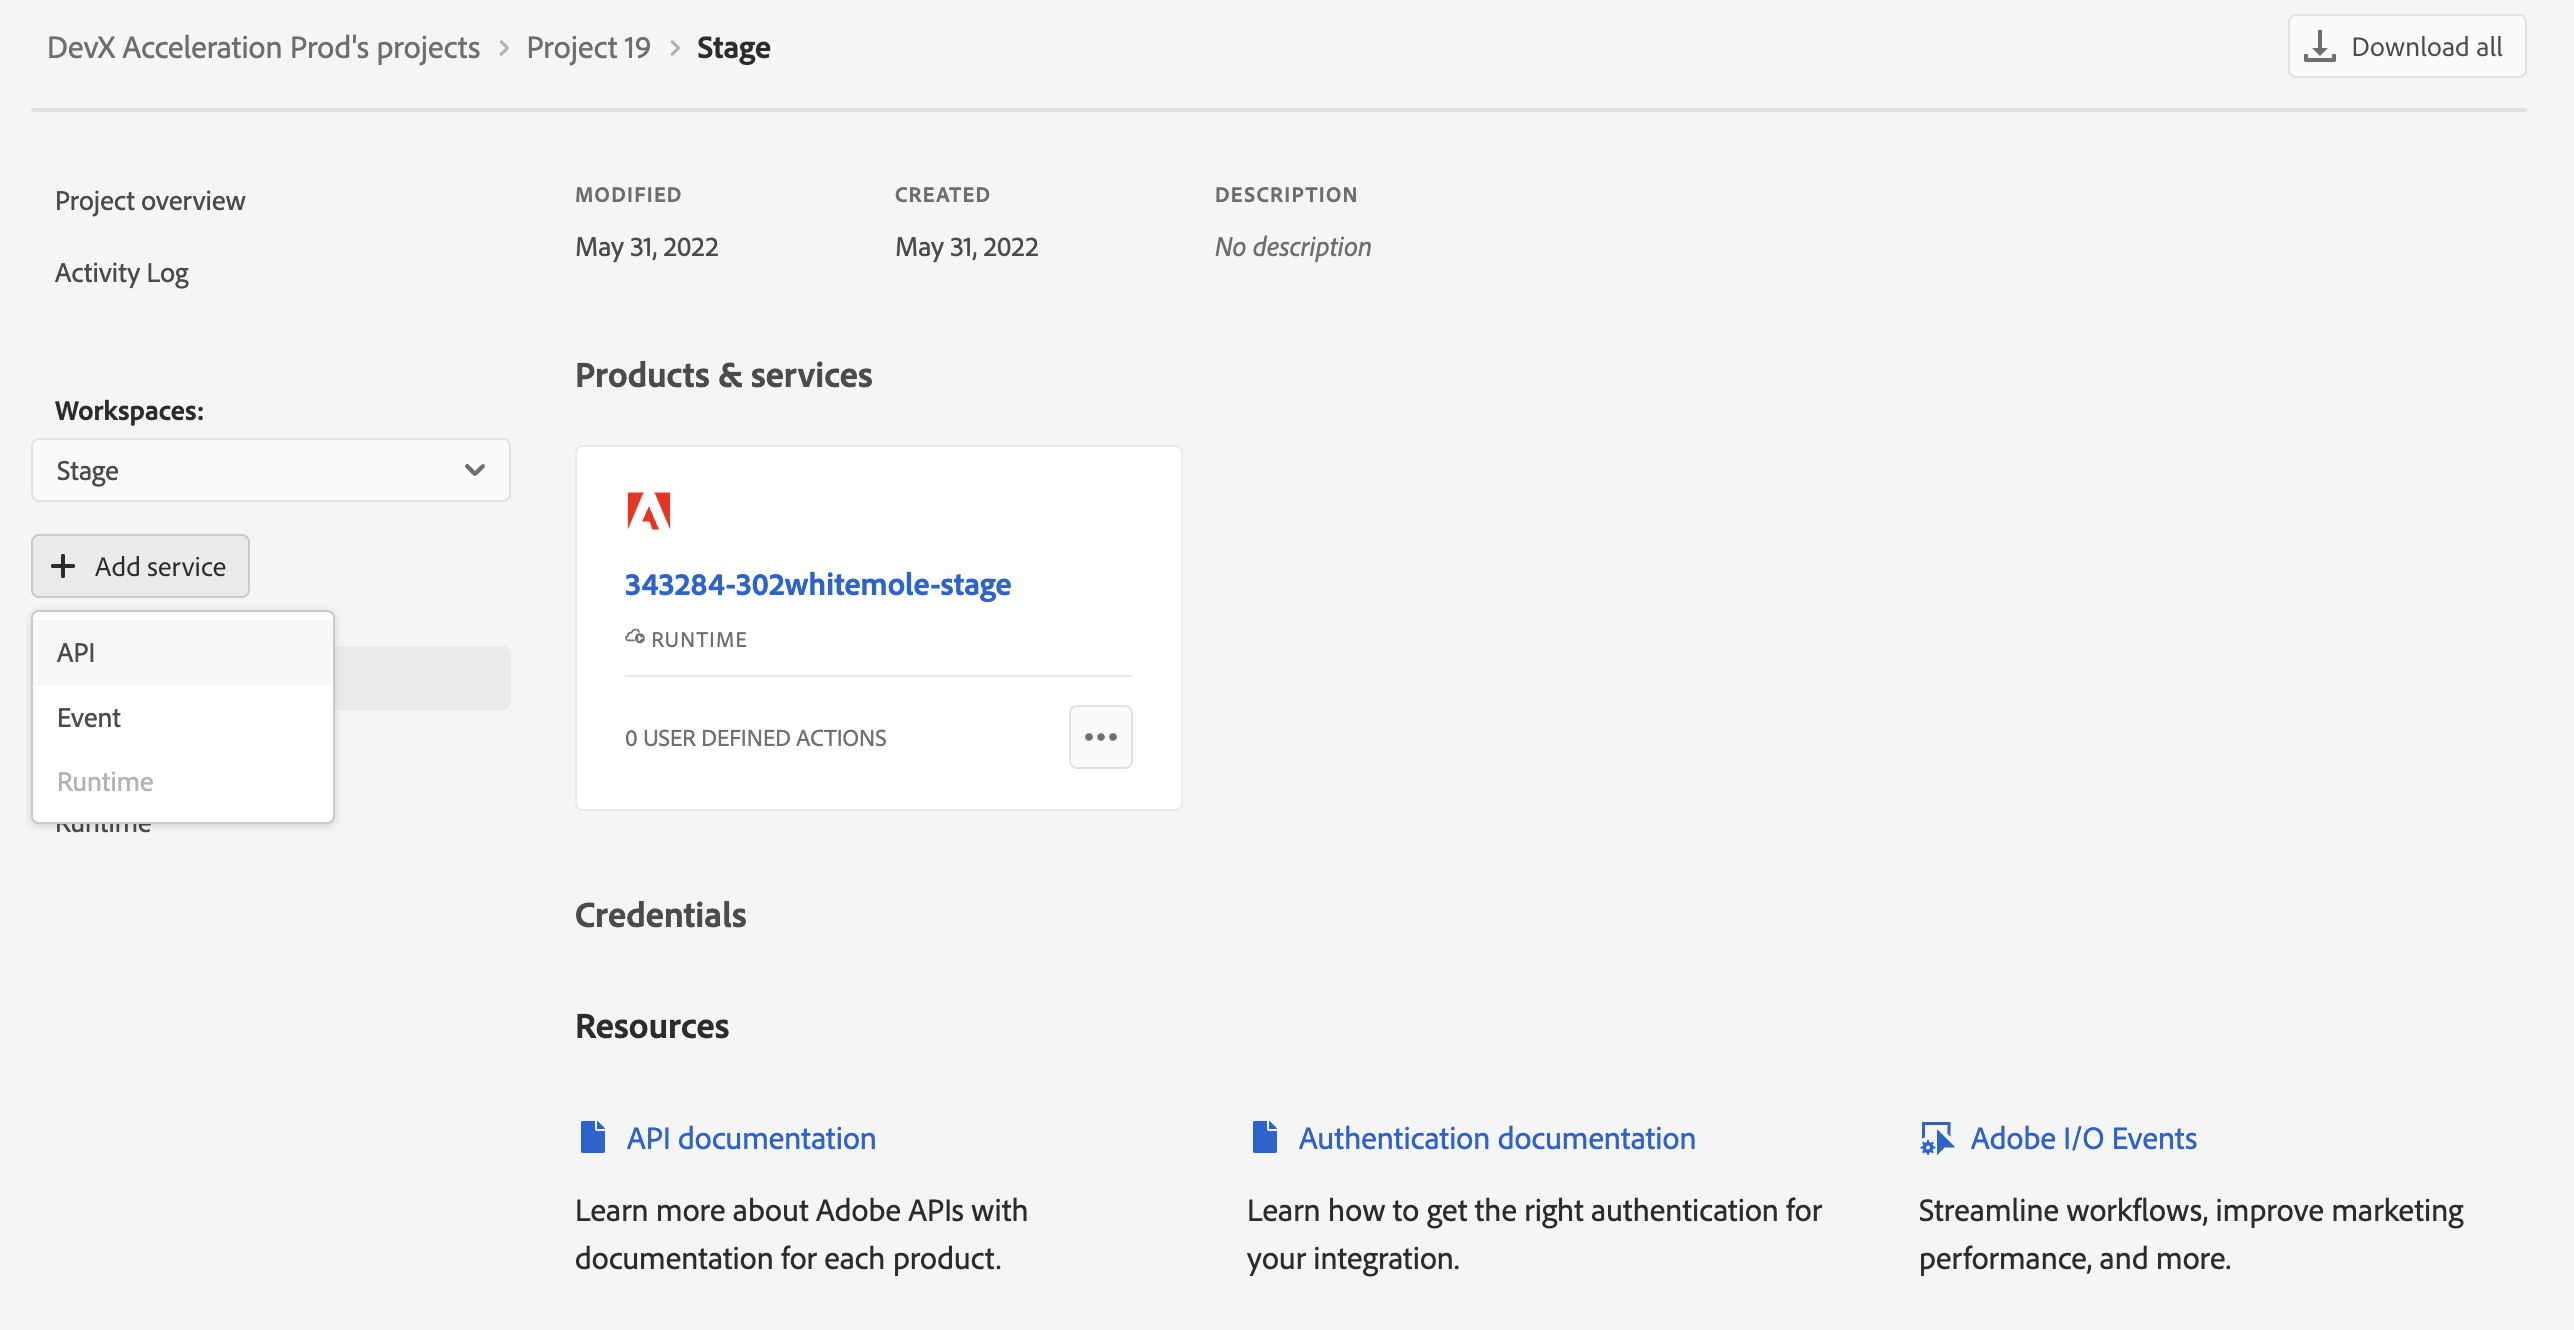 DevX Acceleration Prod's projects > Project 19 > Stage
Download all
Project overview
Activity Log
Workspaces:
Stage
+ Add service
API
Event
Runtime
Runtime
MODIFIED
May 31, 2022
CREATED
May 31, 2022
DESCRIPTION
No description
Products & services
343284-302whitemole-stage
RUNTIME
0 USER DEFINED ACTIONS
Credentials
Resources
API documentation
Learn more about Adobe APIs with
documentation for each product.
Authentication documentation
Learn how to get the right authentication for
your integration.
Adobe I/O Events
Streamline workflows, improve marketing
performance, and more.